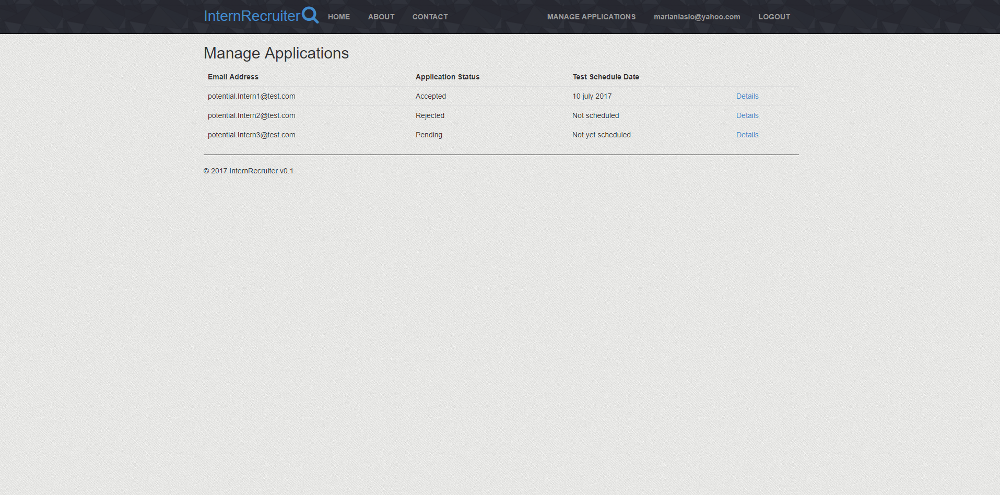 InternRecruiter HOME ABOUT CONTACT MANAGE APPLICATIONS marianlaslo@yahoo.com LOGOUT
Manage Applications
Email Address Application Status Test Schedule Date
potential.Intern1@test.com Accepted 10 july 2017 Details
potential.Intern2@test.com Rejected Not scheduled Details
potential.Intern3@test.com Pending Not yet scheduled Details
© 2017 InternRecruiter v0.1